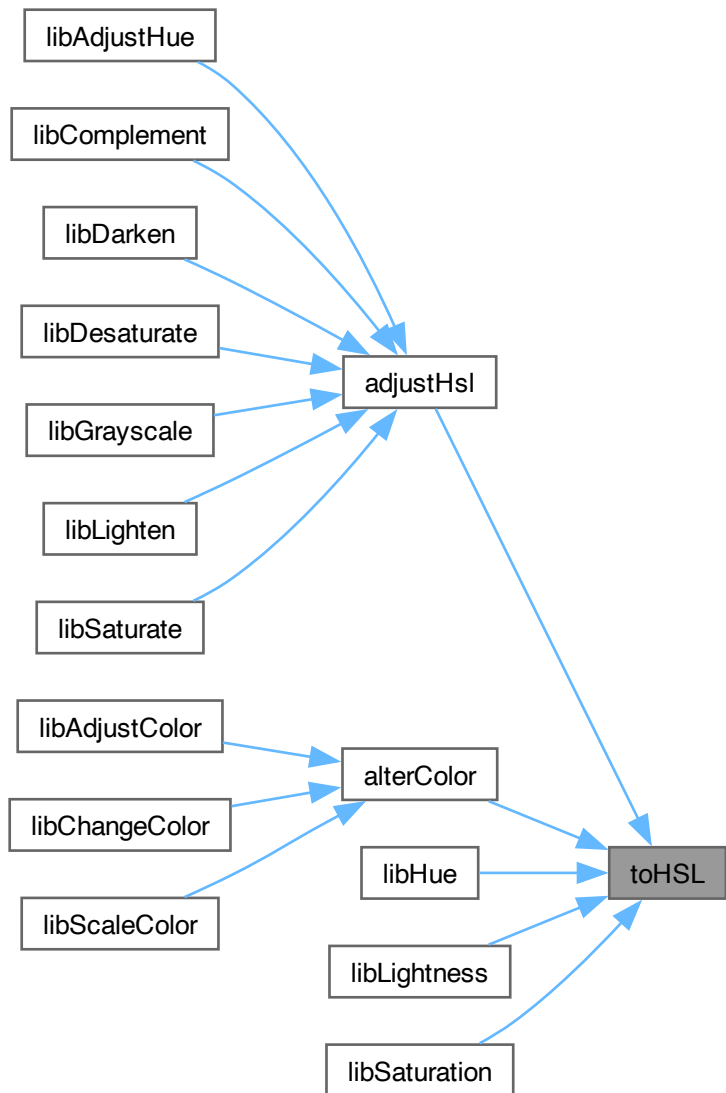 libAdjustHue
libComplement
libDarken
libDesaturate
adjustHsl
libGrayscale
libLighten
libSaturate
libAdjustColor
alterColor
libChangeColor
libHue
toHSL
libScaleColor
libLightness
libSaturation